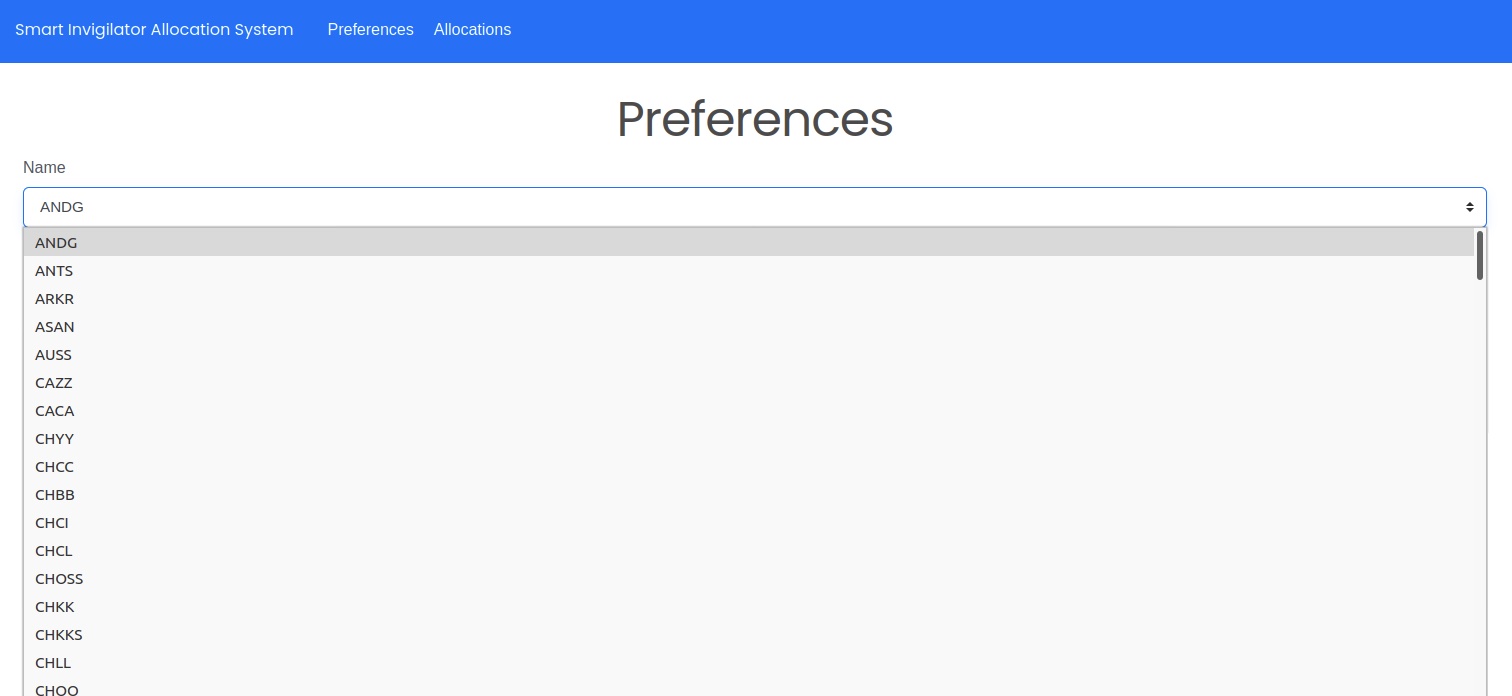 Smart Invigilator Allocation System Preferences Allocations
Preferences
Name
ANDG
ANDG
ANTS
ARKR
ASAN
AUSS
CAZZ
CACA
CHYY
CHCC
CHBB
CHCI
CHCL
CHOSS
CHKK
CHKKS
CHLL
CHOO